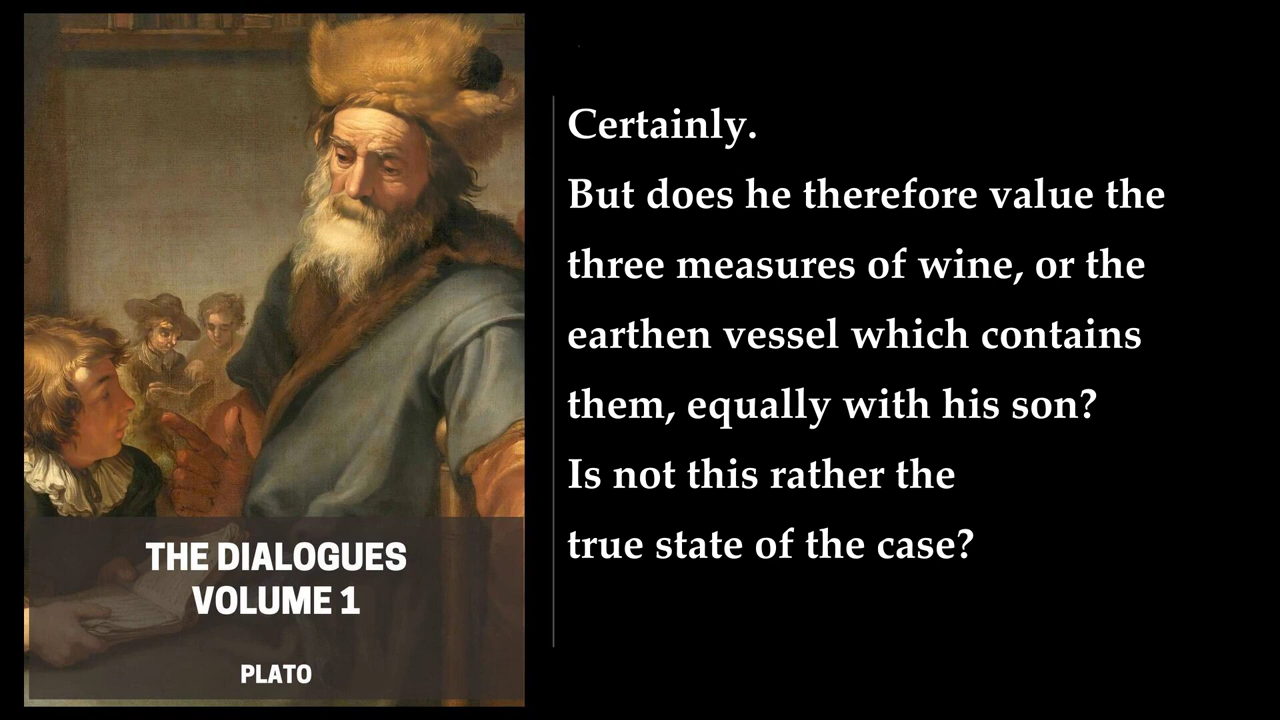 THE DIALOGUES
VOLUME 1
PLATO
Certainly.
But does he therefore value the
three measures of wine, or the
earthen vessel which contains
them, equally with his son?
Is not this rather the
true state of the case?